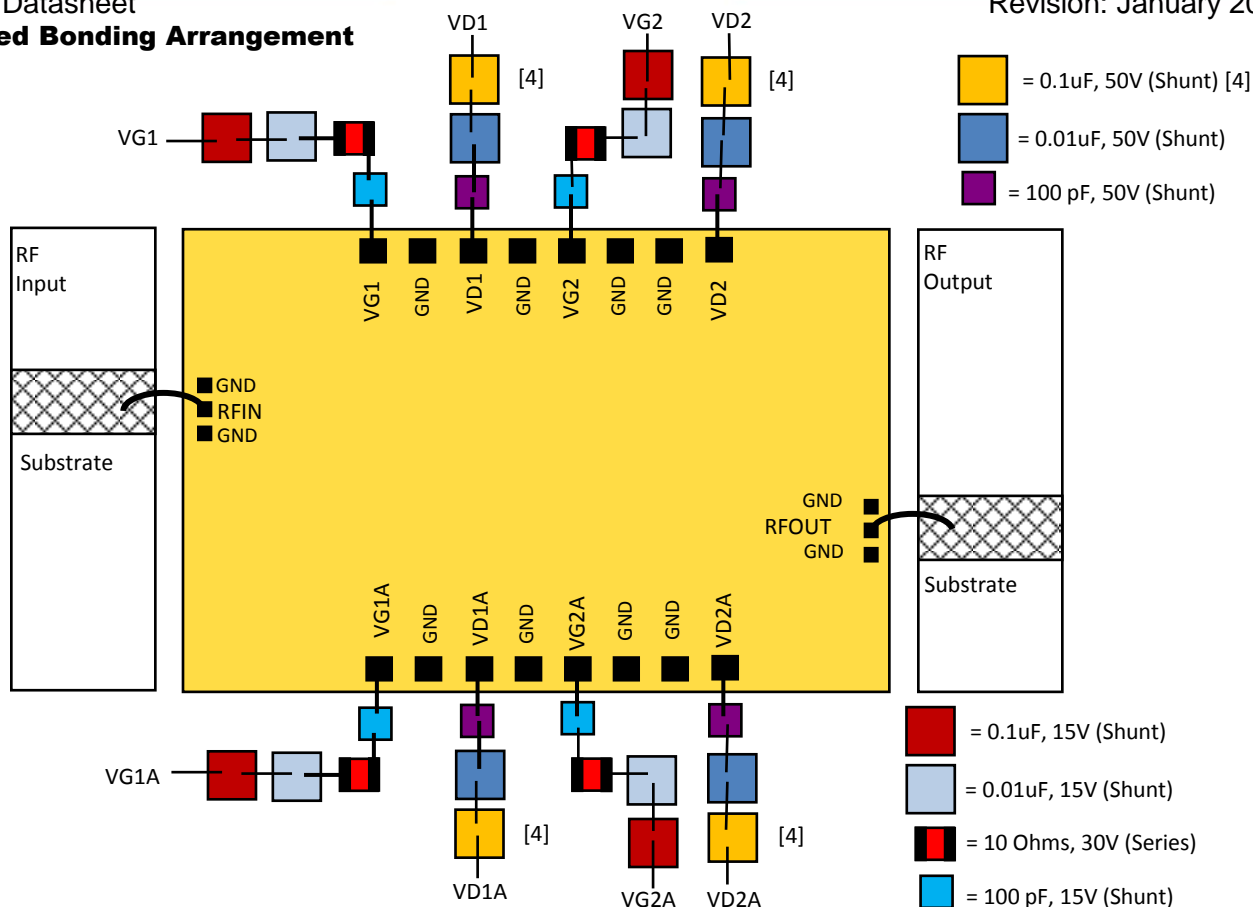 Datasheet
Revision: January 20
ed Bonding Arrangement
VD1
VG2
VD2
[4]
[4]
= 0.1uF, 50V (Shunt) [4]
VG1
= 0.01uF, 50V (Shunt)
= 100 pF, 50V (Shunt)
RF
Input
RF
Output
VG1
GND
VD1
GND
VG2
GND
GND
VD2
GND
RFIN
GND
Substrate
GND
RFOUT
GND
Substrate
VG1A
GND
VD1A
GND
VG2A
GND
GND
VD2A
= 0.1uF, 15V (Shunt)
VG1A
= 0.01uF, 15V (Shunt)
[4]
[4]
= 10 Ohms, 30V (Series)
VD1A
VG2A
VD2A
= 100 pF, 15V (Shunt)